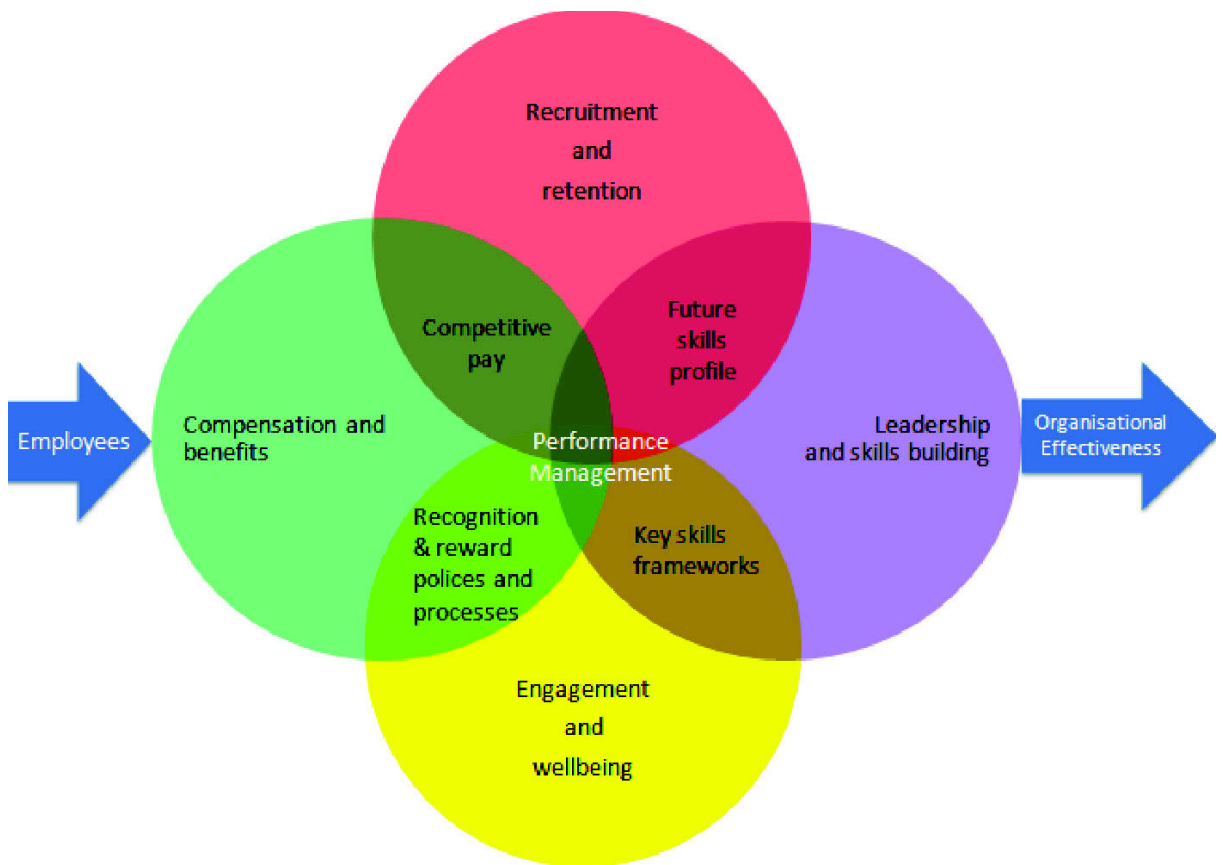 Recruitment
and
retention
Competitive
pay
Future
skills
profile
Employees
Compensation and
benefits
Performance
Management
Leadership
and skills building
Organisational
Effectiveness
Recognition
& reward
polices and
processes
Key skills
frameworks
Engagement
and
wellbeing